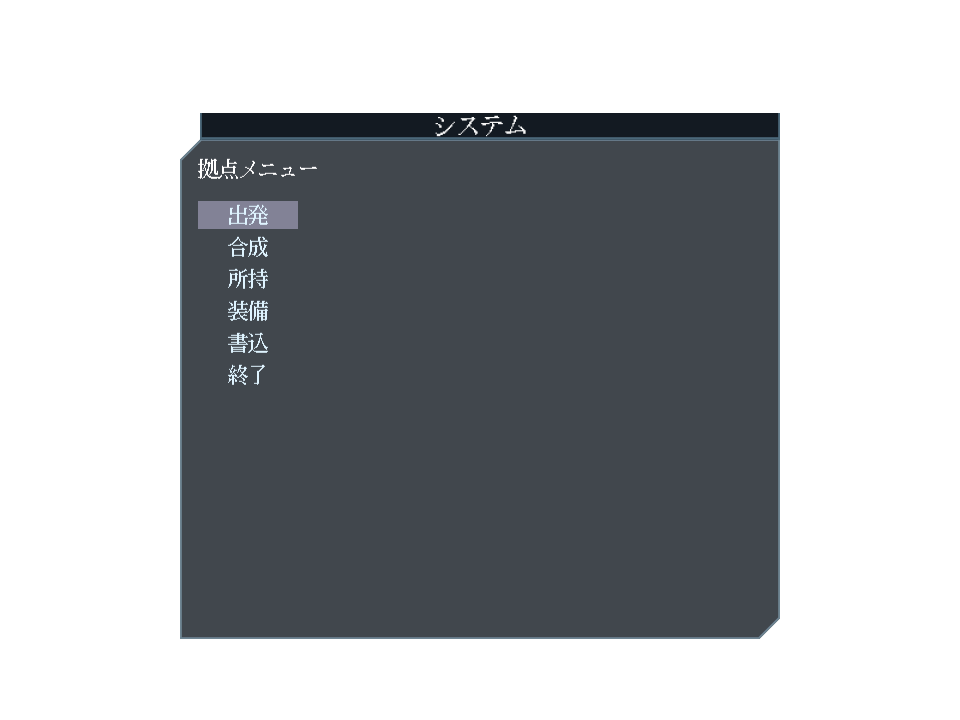 システム
拠点メニュー
出発
合成
所持
装備
書込
終了